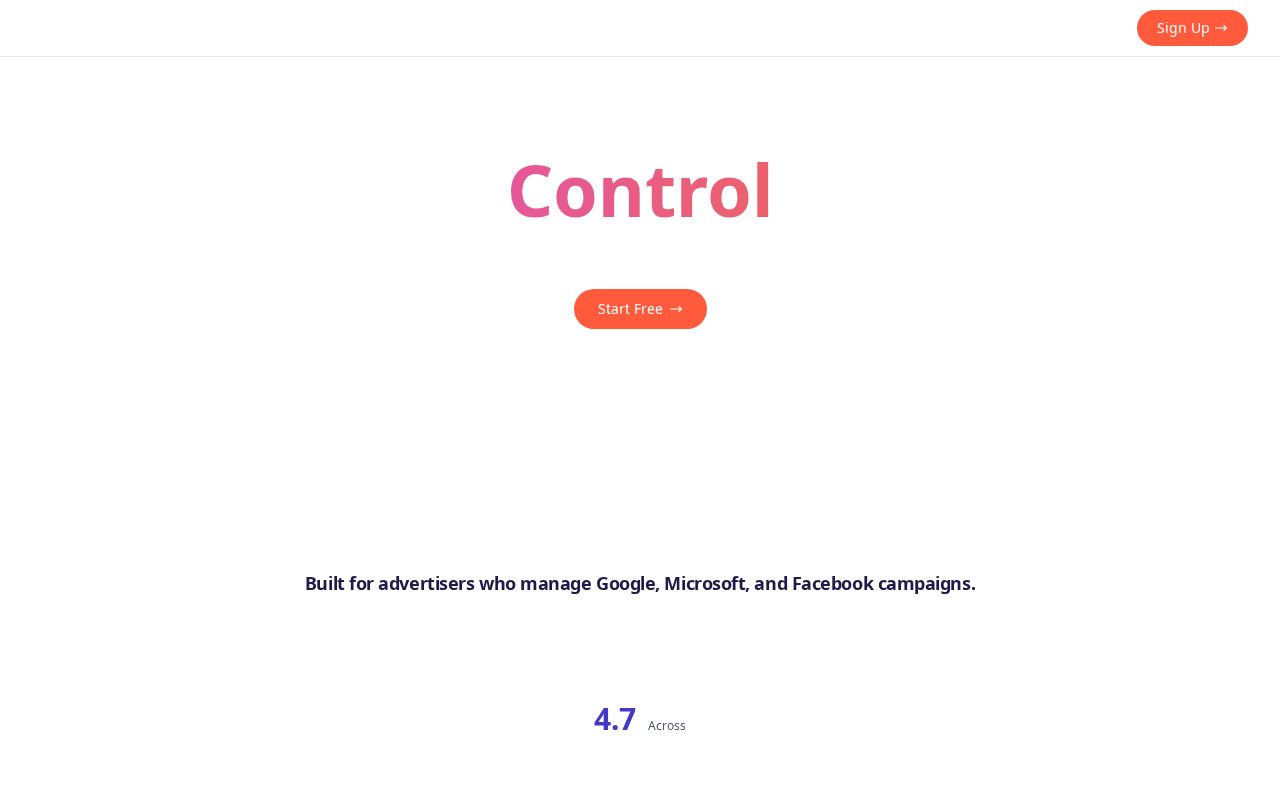 Sign Up →
Control
Start Free →
Built for advertisers who manage Google, Microsoft, and Facebook campaigns.
4.7 Across